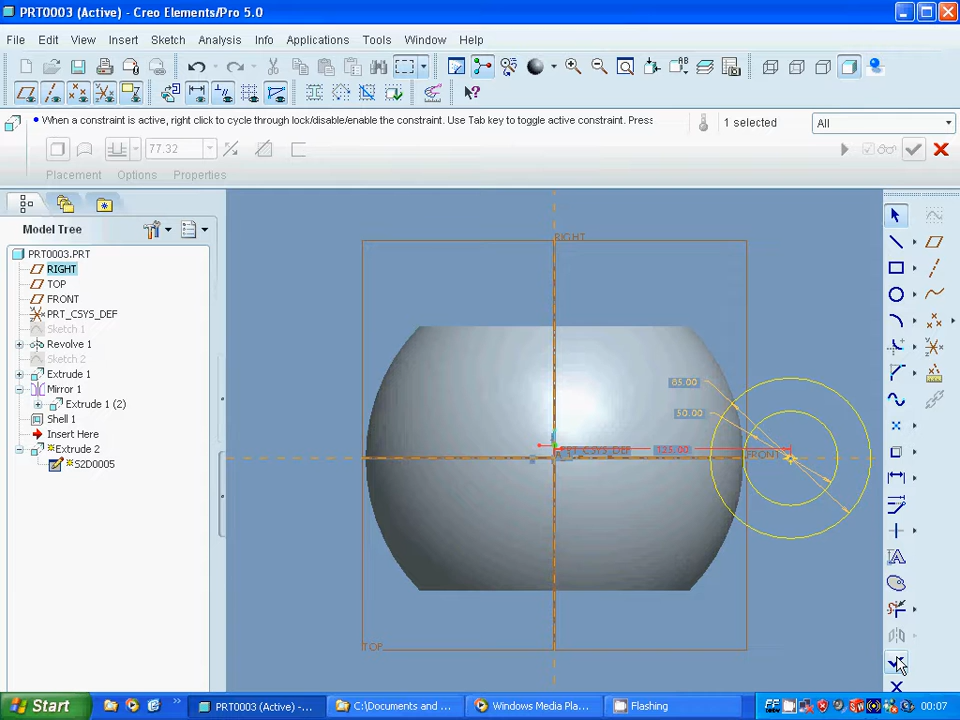 PRT0003 (Active) - Creo Elements/Pro 5.0
File Edit View Insert Sketch Analysis Info Applications Tools Window Help
When a constraint is active, right click to cycle through lock/disable/enable the constraint. Use Tab key to toggle active constraint. Press
1 selected
All
77.32
Placement Options Properties
Model Tree
PRT0003.PRT
RIGHT
TOP
FRONT
PRT_CSYS_DEF
Sketch 1
Revolve 1
Sketch 2
Extrude 1
Mirror 1
Extrude 1 (2)
Shell 1
Insert Here
Extrude 2
S2D0005
RIGHT
85.00
50.00
125.00
FRONT
TOP
Start
PRT0003 (Active) -...
C:\Documents and ...
Windows Media Pla...
Flashing
00:07